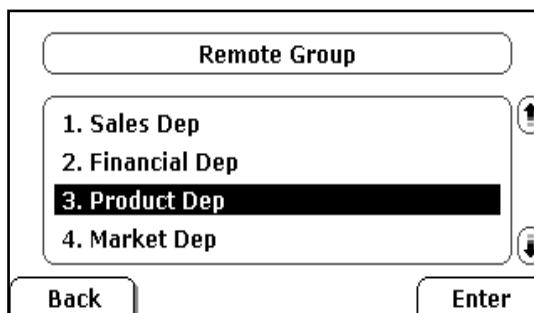 Remote Group
1. Sales Dep
2. Financial Dep
3. Product Dep
4. Market Dep
Back
Enter